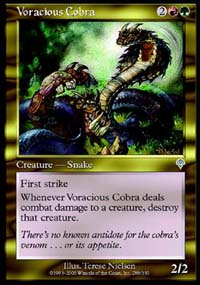 Voracious Cobra 2
Creature — Snake
First strike
Whenever Voracious Cobra deals
combat damage to a creature, destroy
that creature.
There's no known antidote for the cobra's
venom . . . or its appetite.
Illus. Terese Nielsen
2/2